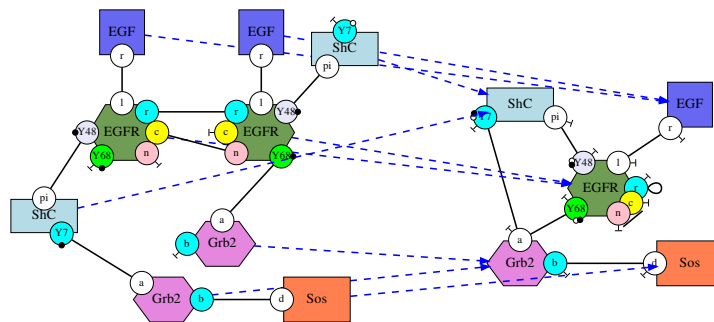 EGF
EGF
Y7
ShC
r
r
pi
EGF
ShC
l
r
r
l
Y48
Y7
pi
r
Y48
EGFR
c
c
EGFR
Y48
l
Y68
n
n
Y68
EGFR
r
c
Y68
n
pi
ShC
Y7
a
b
Grb2
a
Grb2
b
d
Sos
a
Grb2
b
d
Sos